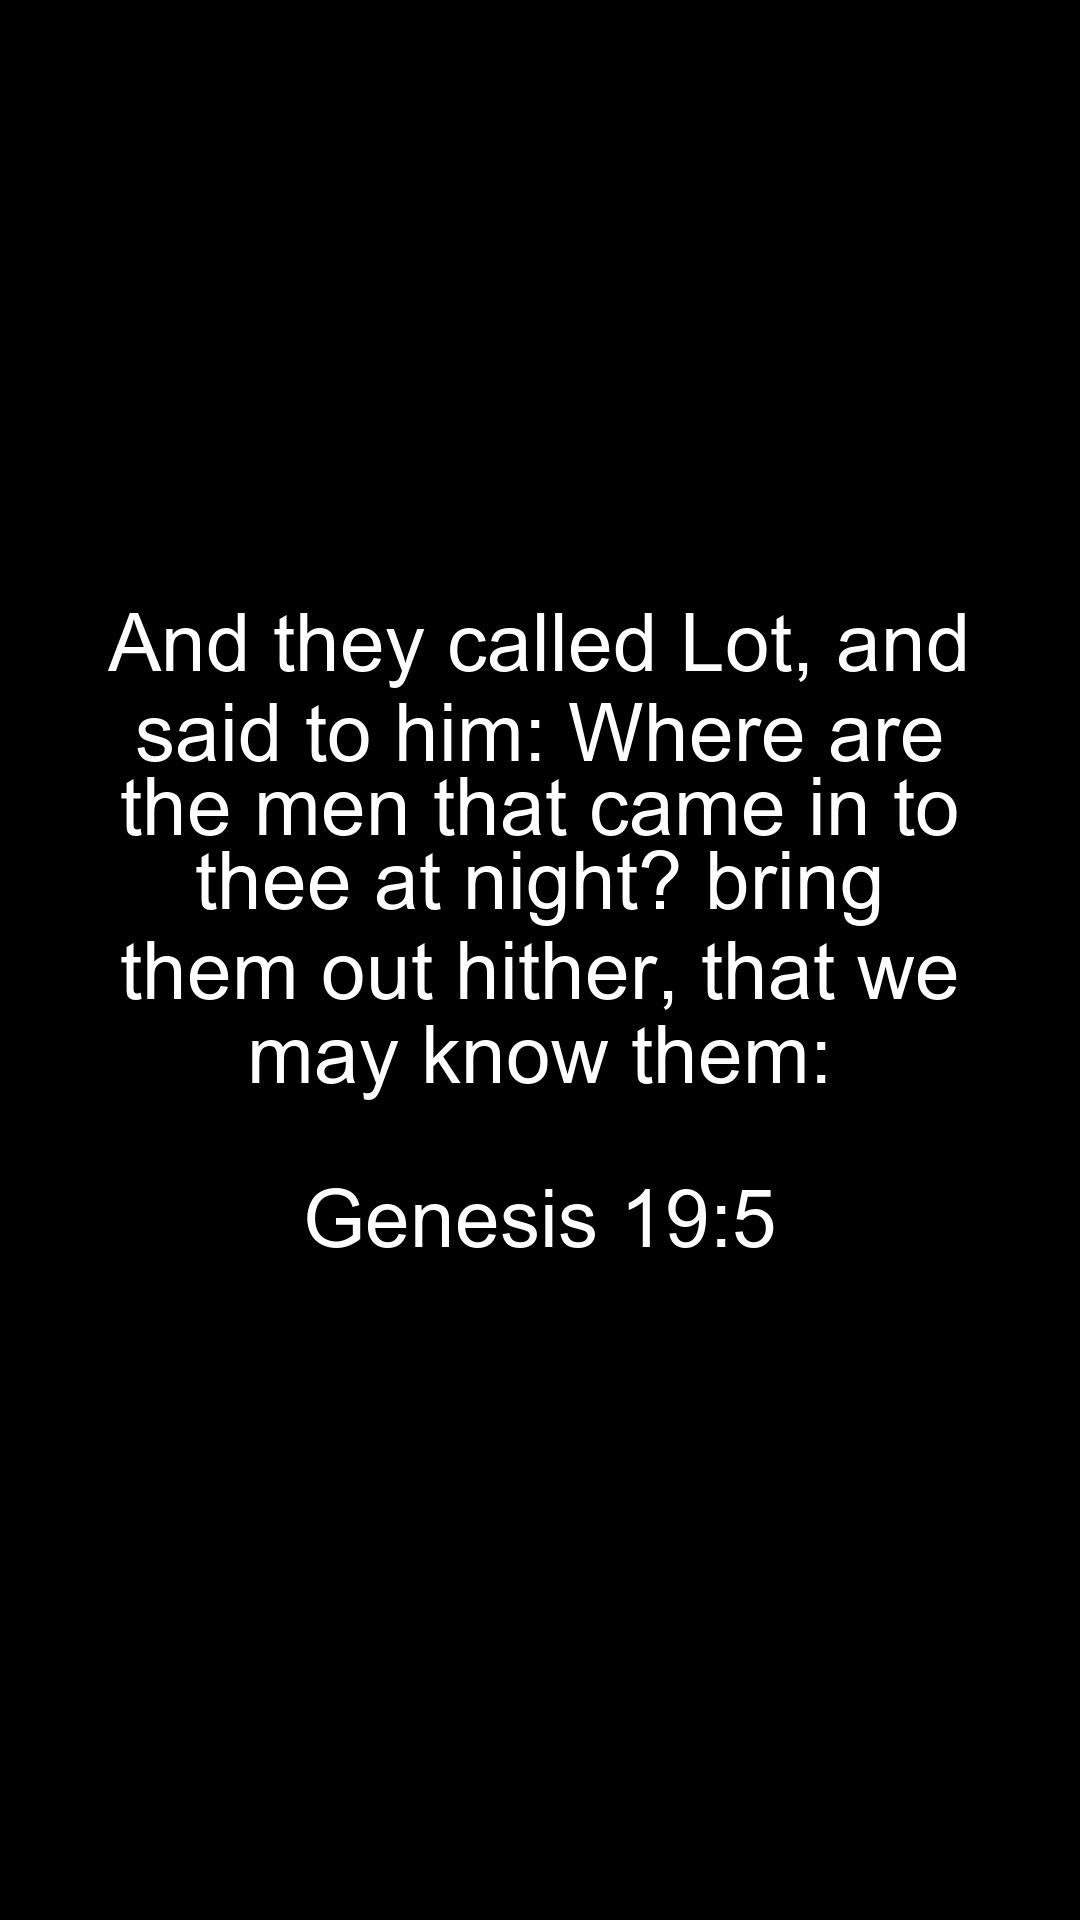 And they called Lot, and
said to him: Where are
the men that came in to
thee at night? bring
them out hither, that we
may know them:
Genesis 19:5